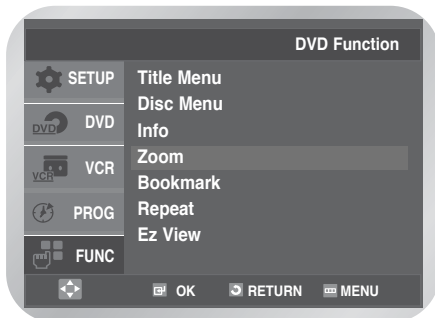 DVD Function
SETUP
DVD
DVD
VCR
VCR
PROG
FUNC
Title Menu
Disc Menu
Info
Zoom
Bookmark
Repeat
Ez View
OK RETURN MENU